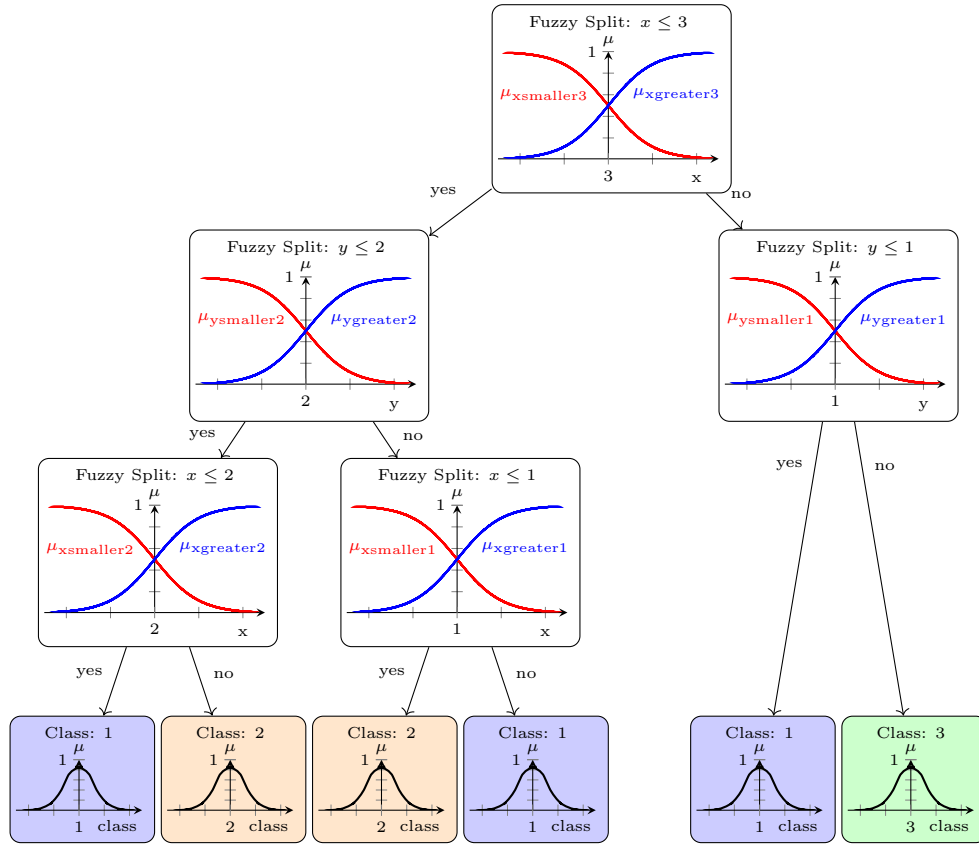 Fuzzy Split: x ≤ 3
μ
1
μxsmaller3
μxgreater3
3
x
yes
no
Fuzzy Split: y ≤ 2
μ
1
μysmaller2
μygreater2
2
y
Fuzzy Split: y ≤ 1
μ
1
μysmaller1
μygreater1
1
y
yes
no
yes
no
Fuzzy Split: x ≤ 2
μ
1
μxsmaller2
μxgreater2
2
x
Fuzzy Split: x ≤ 1
μ
1
μxsmaller1
μxgreater1
1
x
yes
no
yes
no
Class: 1
μ
1
1
class
Class: 2
μ
1
2
class
Class: 2
μ
1
2
class
Class: 1
μ
1
1
class
Class: 1
μ
1
1
class
Class: 3
μ
1
3
class